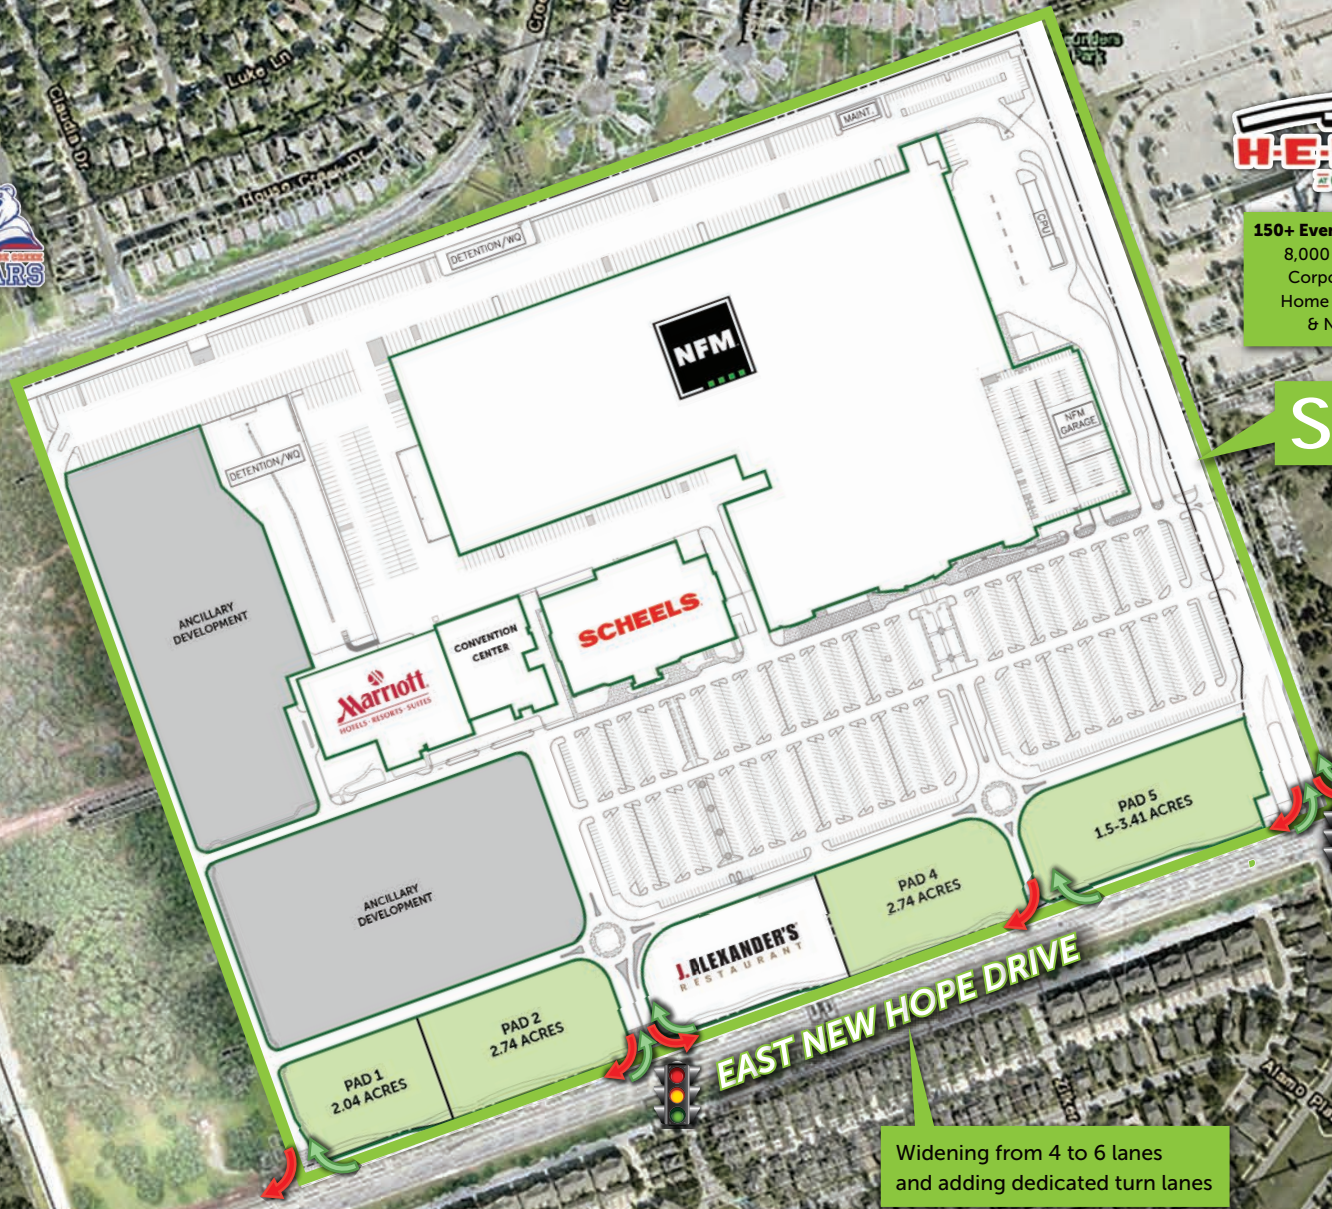 Claudia Dr
Luke Ln
House Creek Dr
MAINT.
DETENTION/WQ
CPU
NFM
NFM
GARAGE
DETENTION/WQ
ANCILLARY
DEVELOPMENT
Marriott
HOTELS · RESORTS · SUITES
CONVENTION
CENTER
SCHEELS
H-E-
150+
8,000
Home
&
S
ANCILLARY
DEVELOPMENT
PAD 5
1.5-3.41 ACRES
PAD 4
2.74 ACRES
J.ALEXANDER'S
RESTAURANT
PAD 2
2.74 ACRES
PAD 1
2.04 ACRES
EAST NEW HOPE DRIVE
Widening from 4 to 6 lanes
and adding dedicated turn lanes